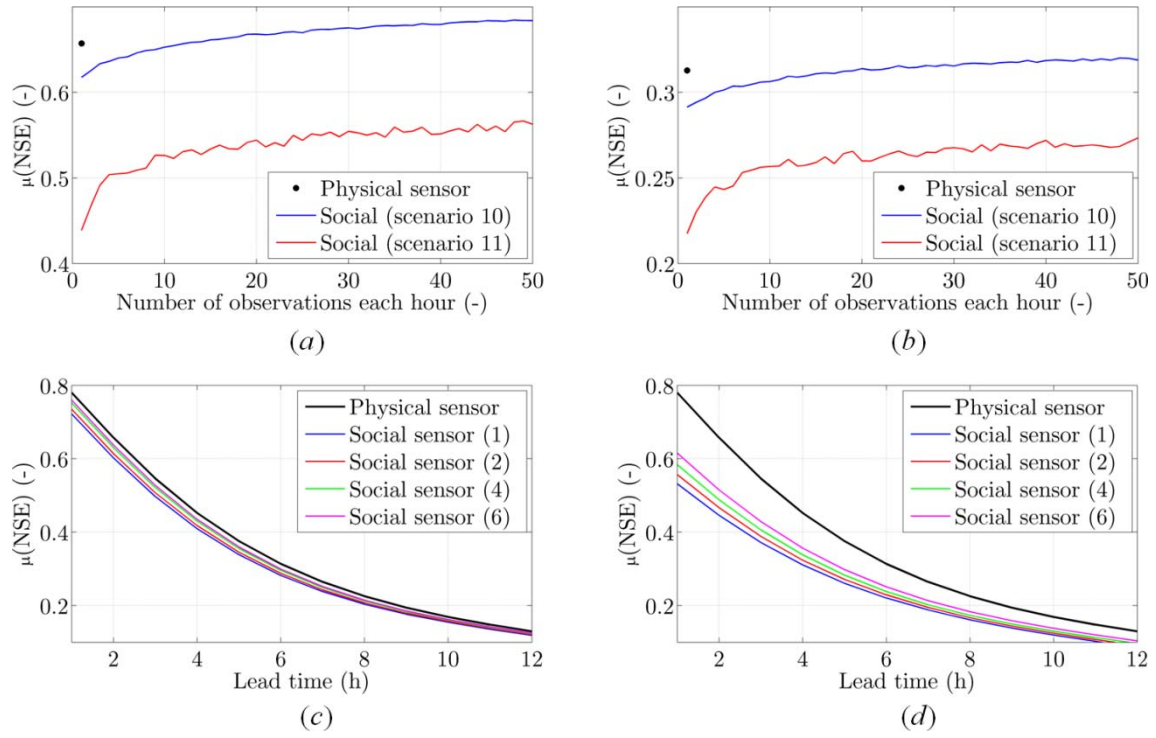 0.6
0.5
0.4
μ(NSE) (-)
Physical sensor
Social (scenario 10)
Social (scenario 11)
0 10 20 30 40 50
Number of observations each hour (-)
(a)
0.3
0.25
0.2
μ(NSE) (-)
Physical sensor
Social (scenario 10)
Social (scenario 11)
0 10 20 30 40 50
Number of observations each hour (-)
(b)
0.8
0.6
0.4
0.2
μ(NSE) (-)
Physical sensor
Social sensor (1)
Social sensor (2)
Social sensor (4)
Social sensor (6)
2 4 6 8 10 12
Lead time (h)
(c)
0.8
0.6
0.4
0.2
μ(NSE) (-)
Physical sensor
Social sensor (1)
Social sensor (2)
Social sensor (4)
Social sensor (6)
2 4 6 8 10 12
Lead time (h)
(d)